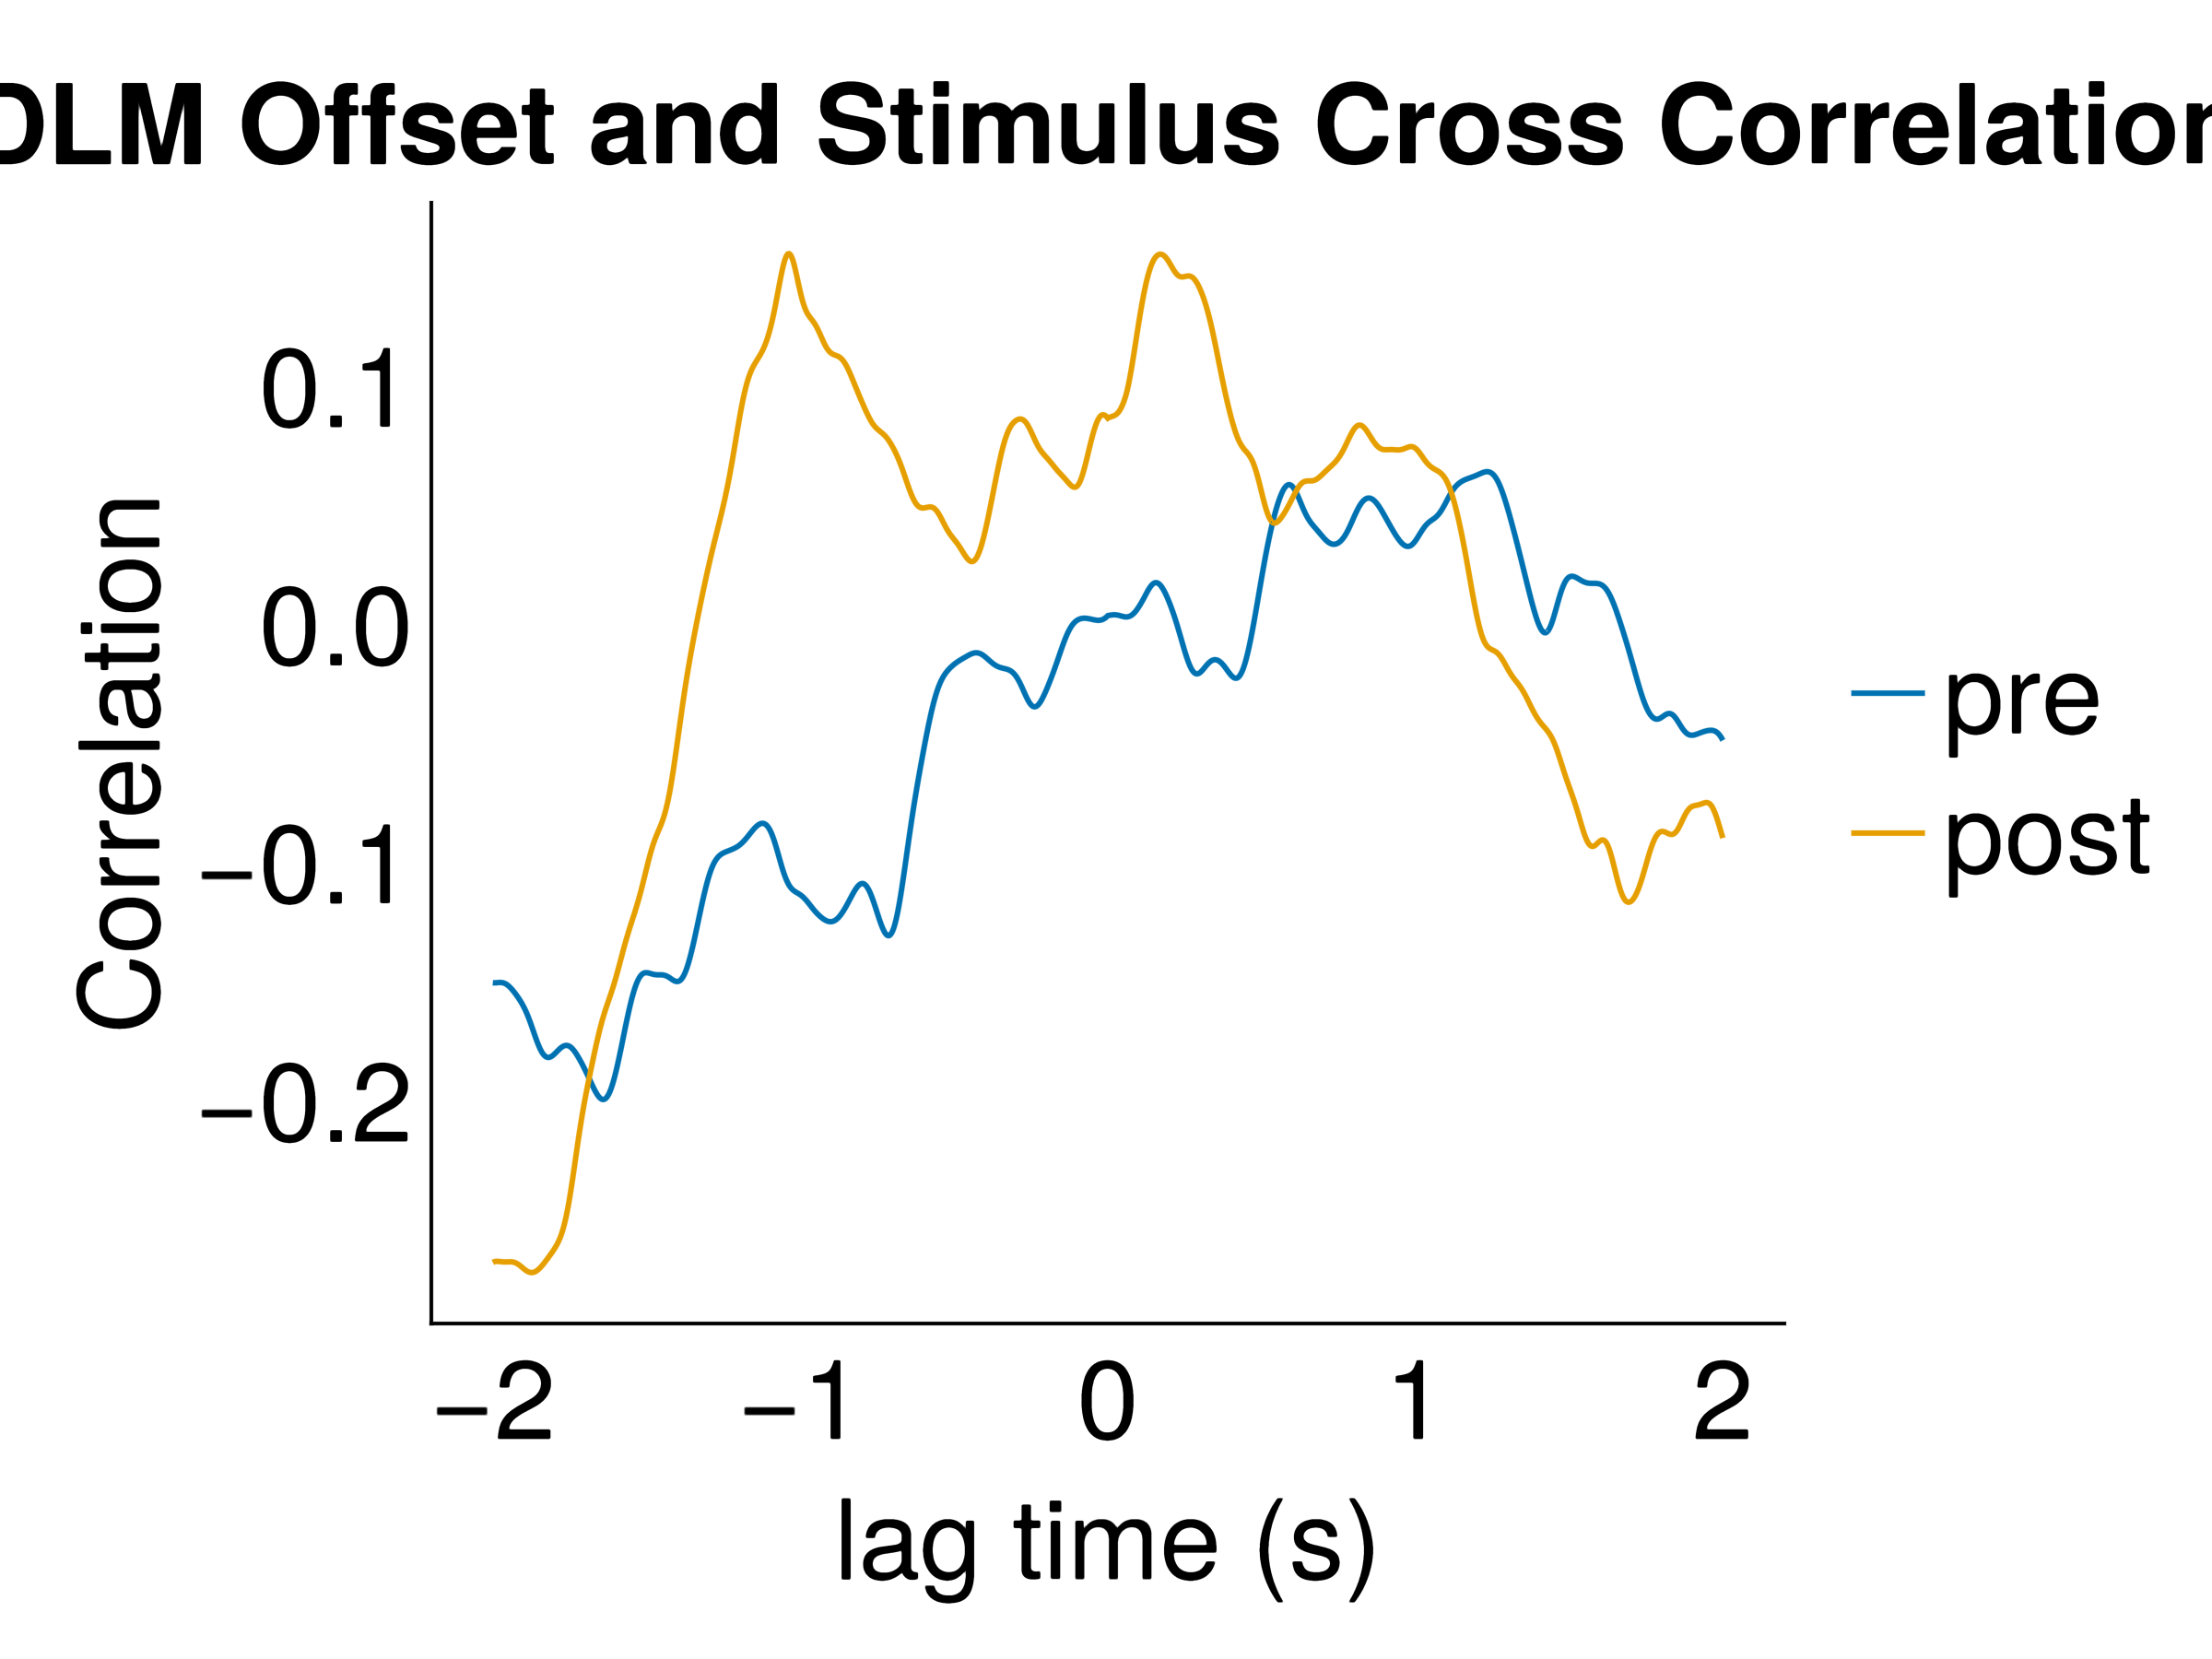 DLM Offset and Stimulus Cross Correlation
0.1
0.0
−0.1
−0.2
Correlation
−2 −1 0 1 2
lag time (s)
pre
post